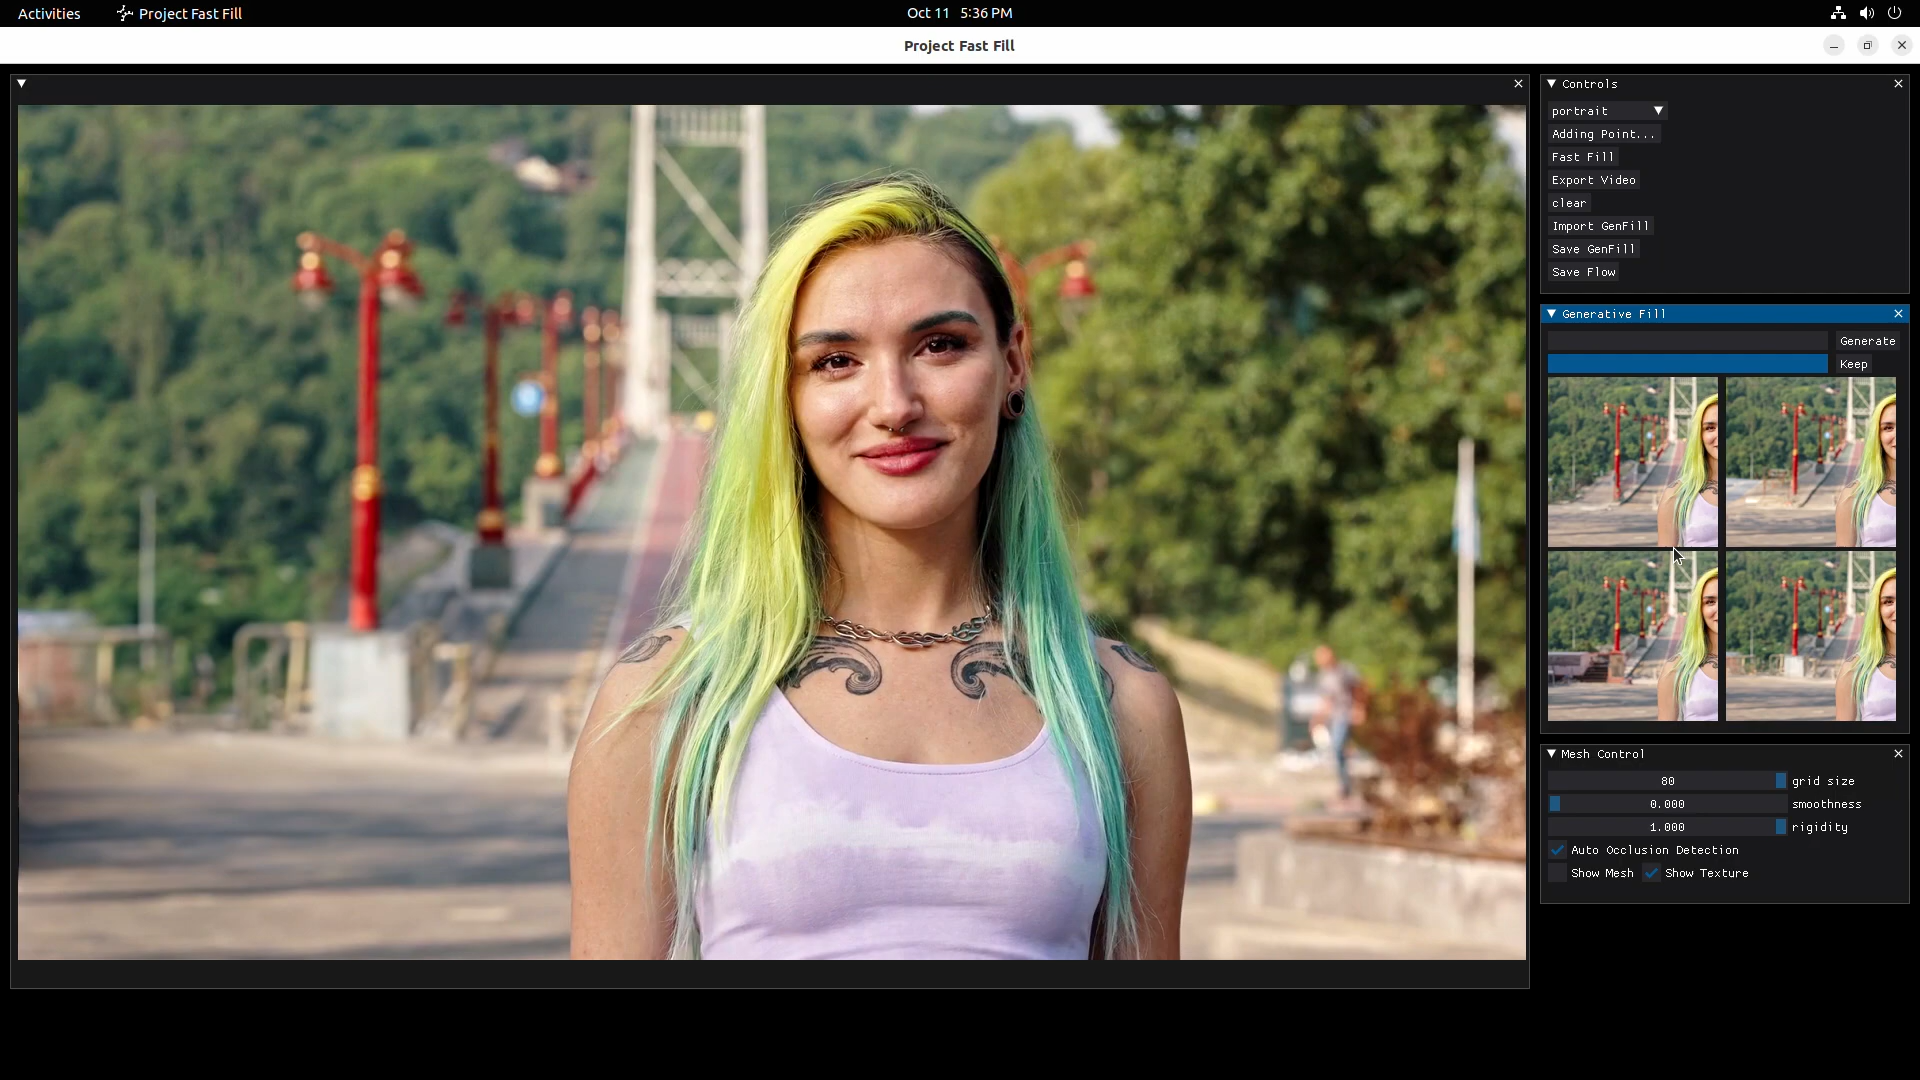 Activities
Project Fast Fill
Oct 11 5:36 PM
Project Fast Fill
Controls
portrait
Adding Point...
Fast Fill
Export Video
clear
Import GenFill
Save GenFill
Save Flow
Generative Fill
Generate
Keep
Mesh Control
80 grid size
0.000 smoothness
1.000 rigidity
Auto Occlusion Detection
Show Mesh Show Texture